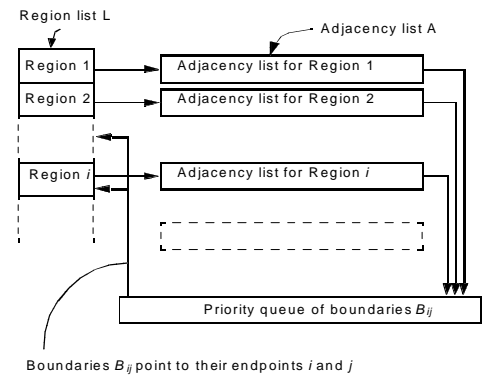 Region list L
Adjacency list A
Region 1
Adjacency list for Region 1
Region 2
Adjacency list for Region 2
Region i
Adjacency list for Region i
Priority queue of boundaries Bij
Boundaries Bij point to their endpoints i and j